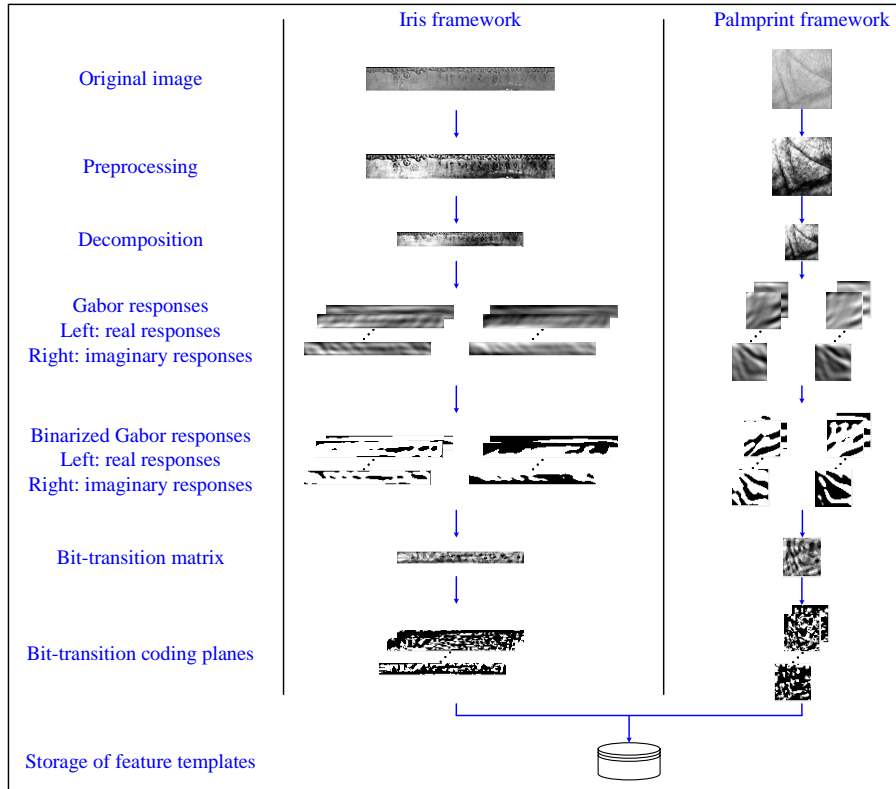 Iris framework
Palmprint framework
Original image
Preprocessing
Decomposition
Gabor responses
Left: real responses
Right: imaginary responses
Binarized Gabor responses
Left: real responses
Right: imaginary responses
Bit-transition matrix
Bit-transition coding planes
Storage of feature templates